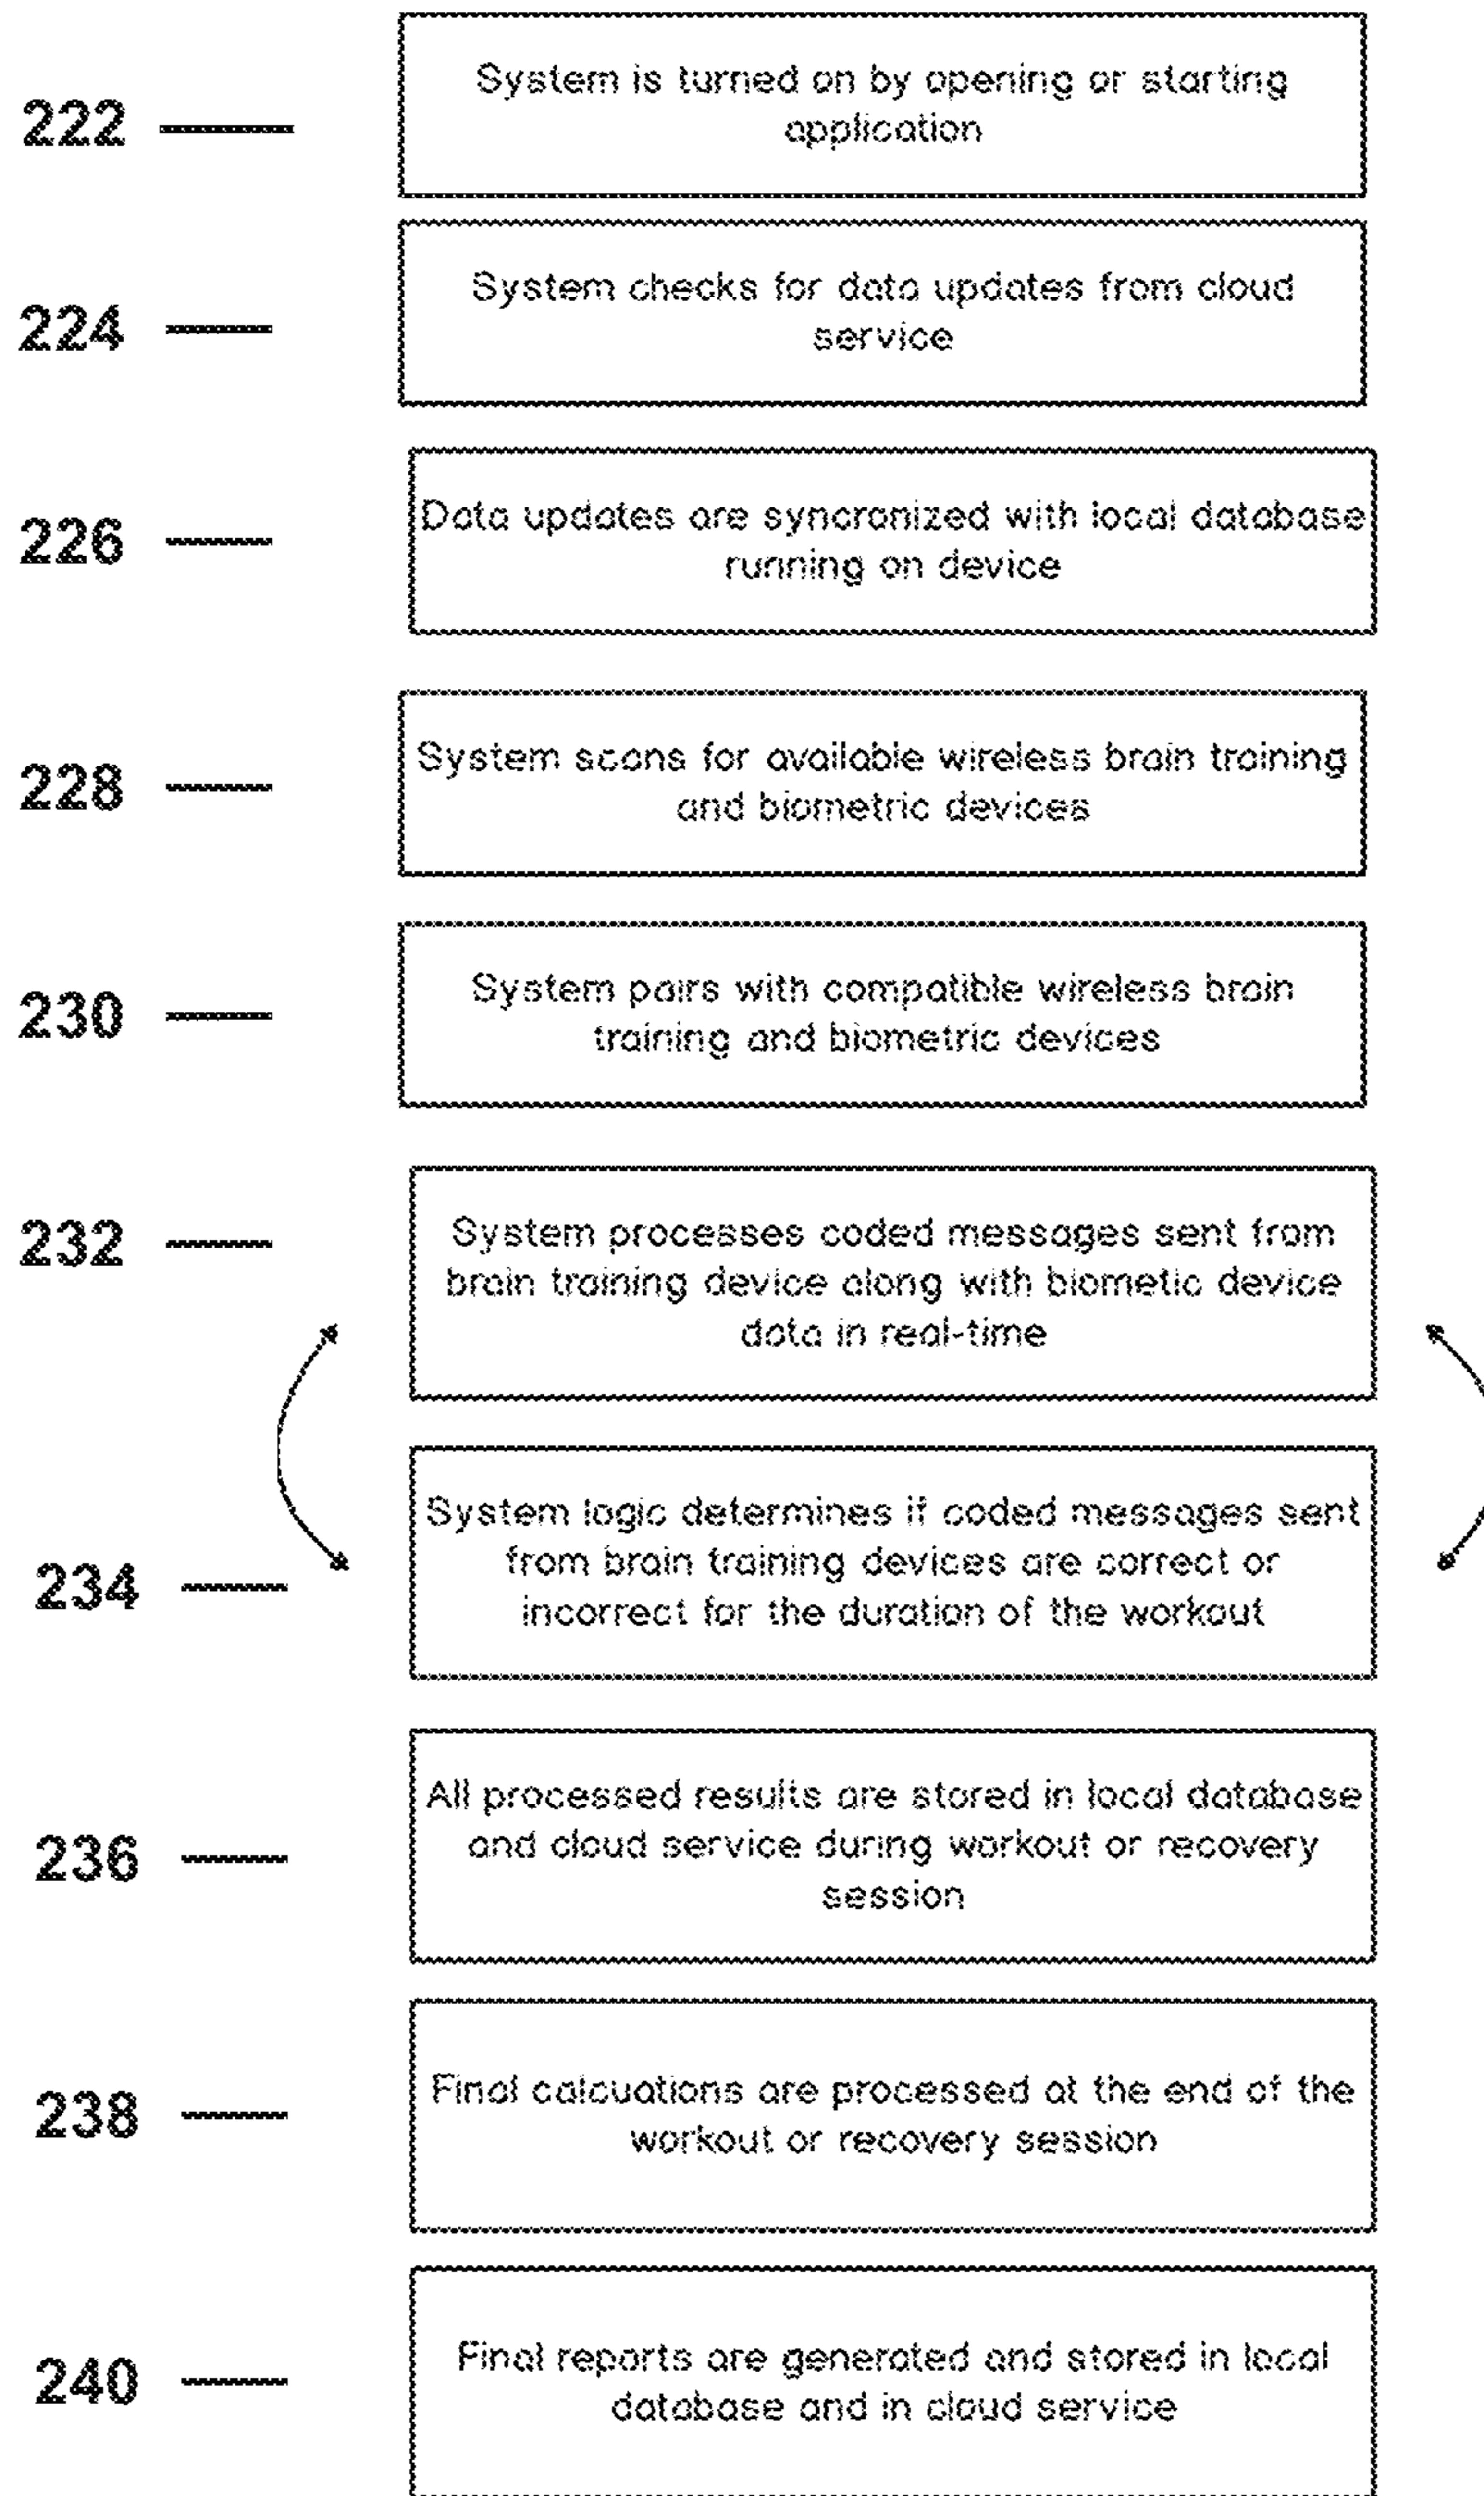 222
System is turned on by opening or starting
application
224
System checks for data updates from cloud
service
226
Data updates are syncronized with local database
running on device
228
System scans for available wireless brain training
and biometric devices
230
System pairs with compatible wireless brain
training and biometric devices
232
System processes coded messages sent from
brain training device along with biometic device
data in real-time
234
System logic determines if coded messages sent
from brain training devices are correct or
incorrect for the duration of the workout
236
All processed results are stored in local database
and cloud service during workout or recovery
session
238
Final calcuations are processed at the end of the
workout or recovery session
240
Final reports are generated and stored in local
database and in cloud service